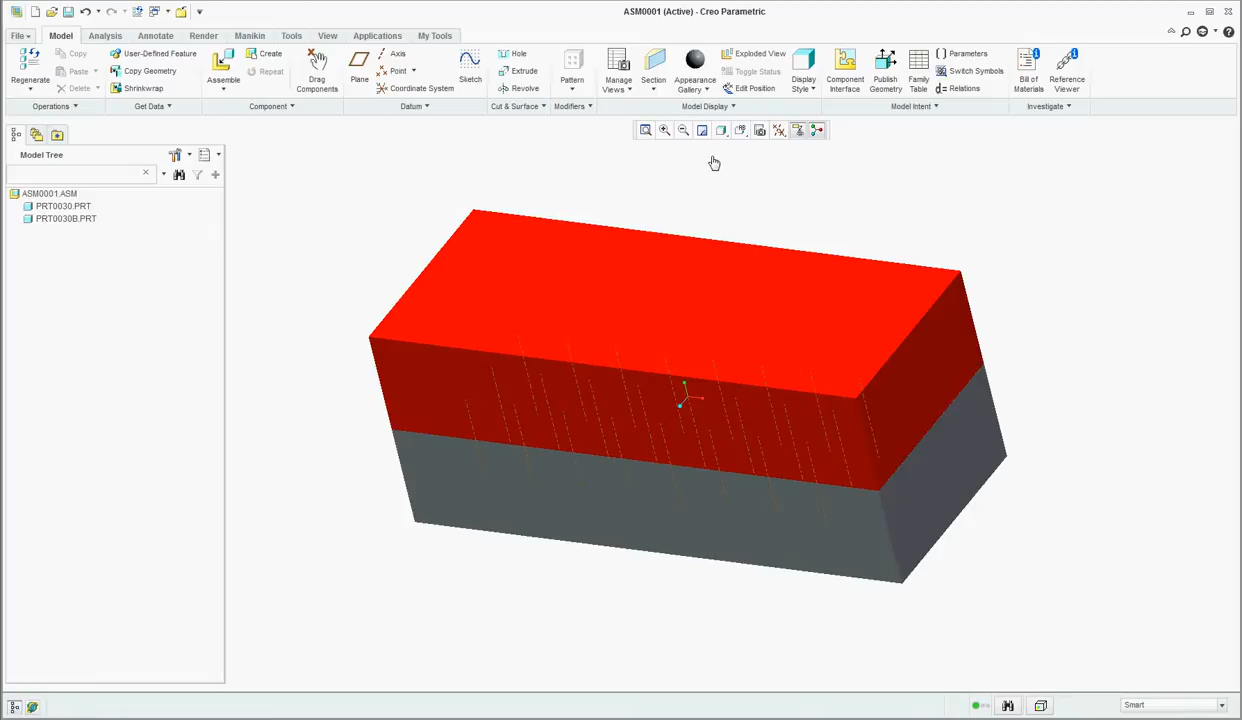 ASM0001 (Active) - Creo Parametric
File
Model
Analysis
Annotate
Render
Manikin
Tools
View
Applications
My Tools
Regenerate
Copy
Paste
Delete
User-Defined Feature
Copy Geometry
Shrinkwrap
Assemble
Create
Repeat
Drag
Components
Plane
Axis
Point
Coordinate System
Sketch
Hole
Extrude
Revolve
Pattern
Manage
Views
Section
Appearance
Gallery
Exploded View
Toggle Status
Edit Position
Display
Style
Component
Interface
Publish
Geometry
Family
Table
Parameters
Switch Symbols
Relations
Bill of
Materials
Reference
Viewer
Operations
Get Data
Component
Datum
Cut & Surface
Modifiers
Model Display
Model Intent
Investigate
Model Tree
ASM0001.ASM
PRT0030.PRT
PRT0030B.PRT
Smart